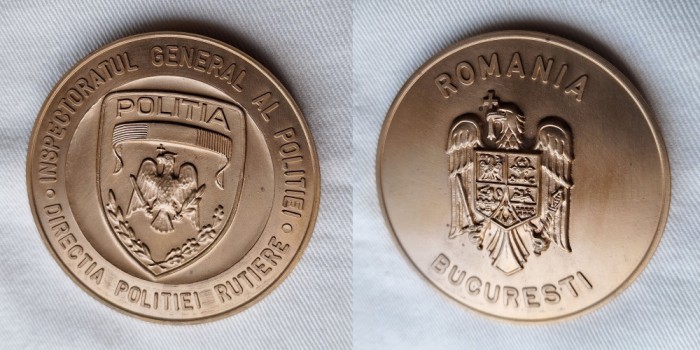 INSPECTORATUL GENERAL AL POLITIEI
POLITIA
• DIRECTIA POLITIEI RUTIERE •
ROMANIA
BUCURESTI